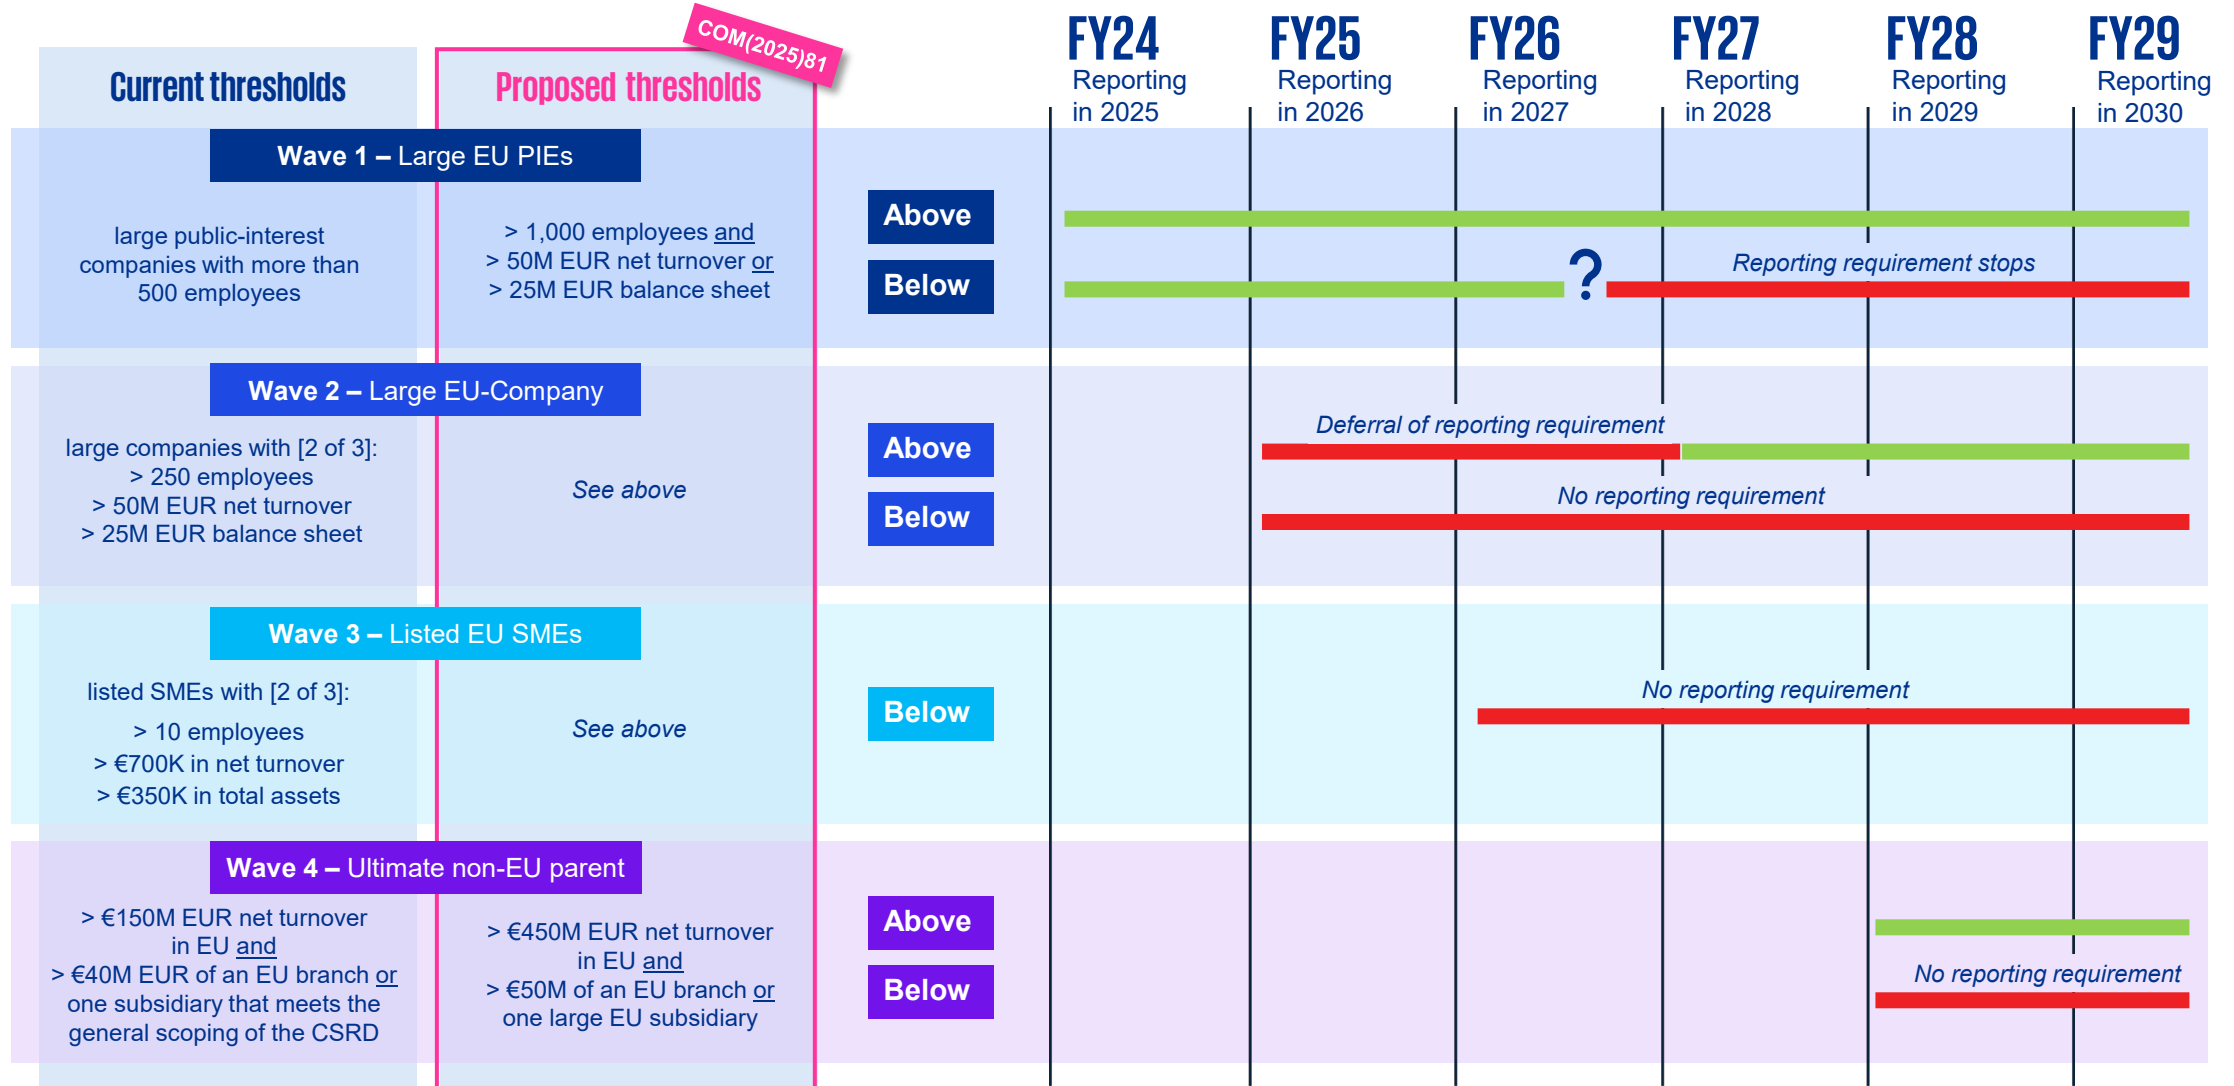 COM(2025)81
Current thresholds
Proposed thresholds
FY24
Reporting
in 2025
FY25
Reporting
in 2026
FY26
Reporting
in 2027
FY27
Reporting
in 2028
FY28
Reporting
in 2029
FY29
Reporting
in 2030
Wave 1 – Large EU PIEs
large public-interest
companies with more than
500 employees
> 1,000 employees and
> 50M EUR net turnover or
> 25M EUR balance sheet
Above
Below
?
Reporting requirement stops
Wave 2 – Large EU-Company
large companies with [2 of 3]:
> 250 employees
> 50M EUR net turnover
> 25M EUR balance sheet
See above
Above
Below
Deferral of reporting requirement
No reporting requirement
Wave 3 – Listed EU SMEs
listed SMEs with [2 of 3]:
> 10 employees
> €700K in net turnover
> €350K in total assets
See above
Below
No reporting requirement
Wave 4 – Ultimate non-EU parent
> €150M EUR net turnover
in EU and
> €40M EUR of an EU branch or
one subsidiary that meets the
general scoping of the CSRD
> €450M EUR net turnover
in EU and
> €50M of an EU branch or
one large EU subsidiary
Above
Below
No reporting requirement